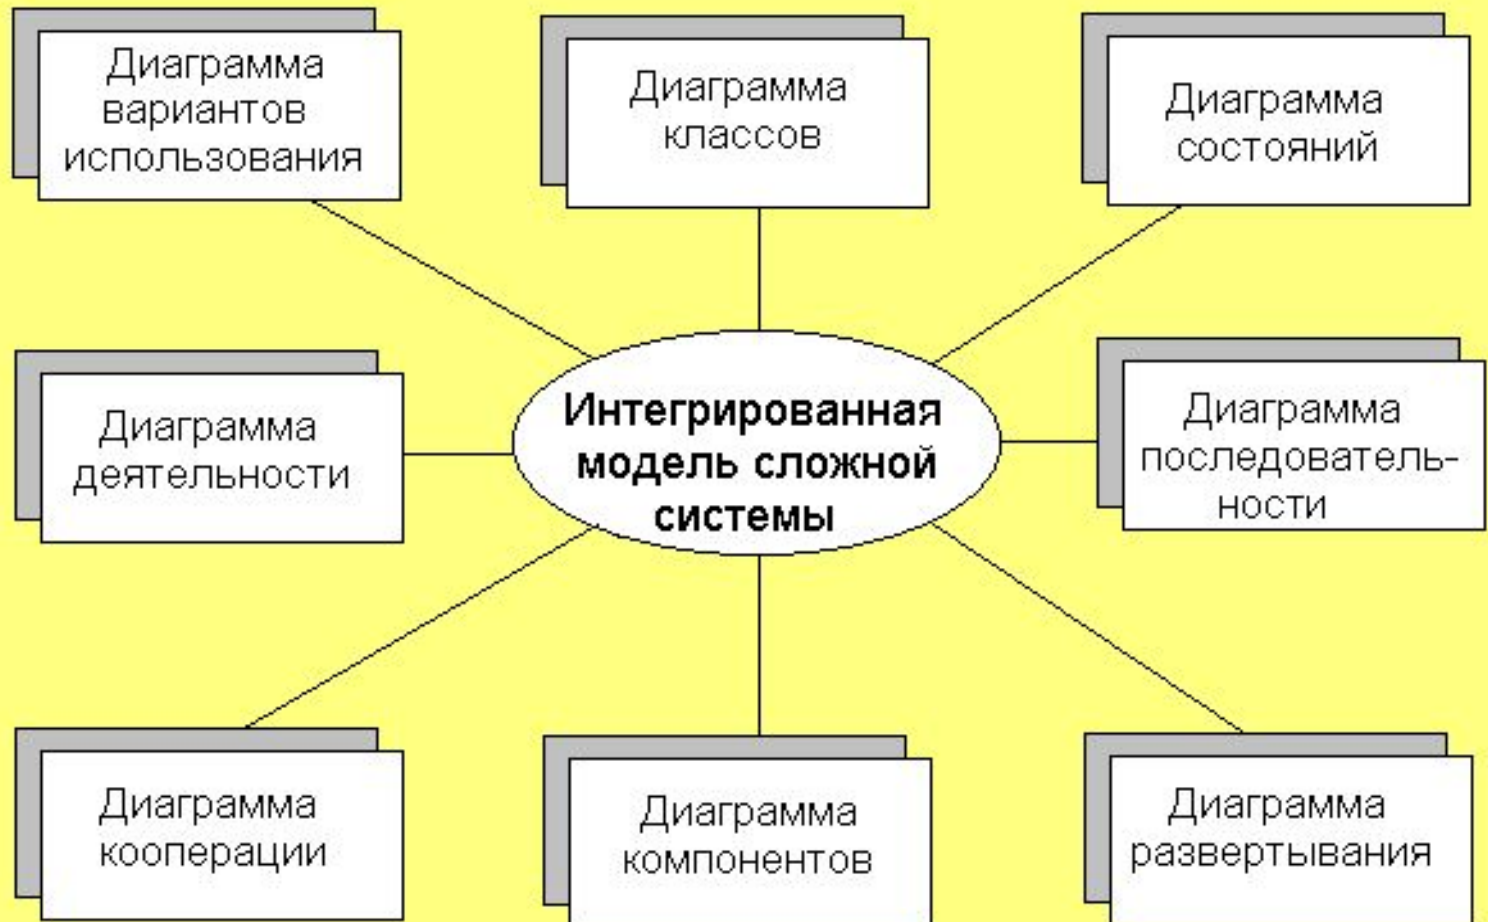 Диаграмма
вариантов
использования
Диаграмма
классов
Диаграмма
состояний
Диаграмма
деятельности
Интегрированная
модель сложной
системы
Диаграмма
последователь-
ности
Диаграмма
кооперации
Диаграмма
компонентов
Диаграмма
развертывания